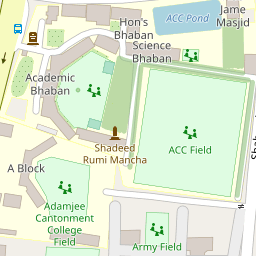 Hon's
Bhaban
ACC Pond
Jame
Masjid
Science
Bhaban
Academic
Bhaban
Shadeed
Rumi Mancha
ACC Field
A Block
Adamjee
Cantonment
College
Field
Army Field